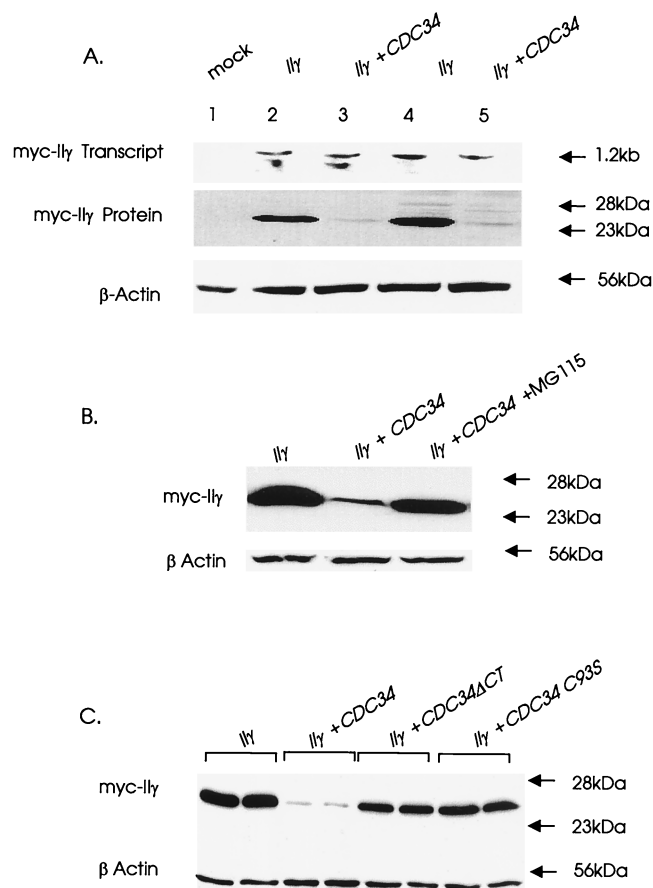 A.
mock IIγ IIγ +CDC34 IIγ IIγ +CDC34
1 2 3 4 5
myc-IIγ Transcript ← 1.2kb
← 28kDa
myc-IIγ Protein
← 23kDa
β-Actin ← 56kDa
B.
IIγ IIγ + CDC34 IIγ +CDC34 +MG115
myc-IIγ ← 28kDa
← 23kDa
β Actin ← 56kDa
C.
IIγ IIγ +CDC34 IIγ +CDC34ΔCT IIγ +CDC34 C93S
myc-IIγ ← 28kDa
← 23kDa
β Actin ← 56kDa